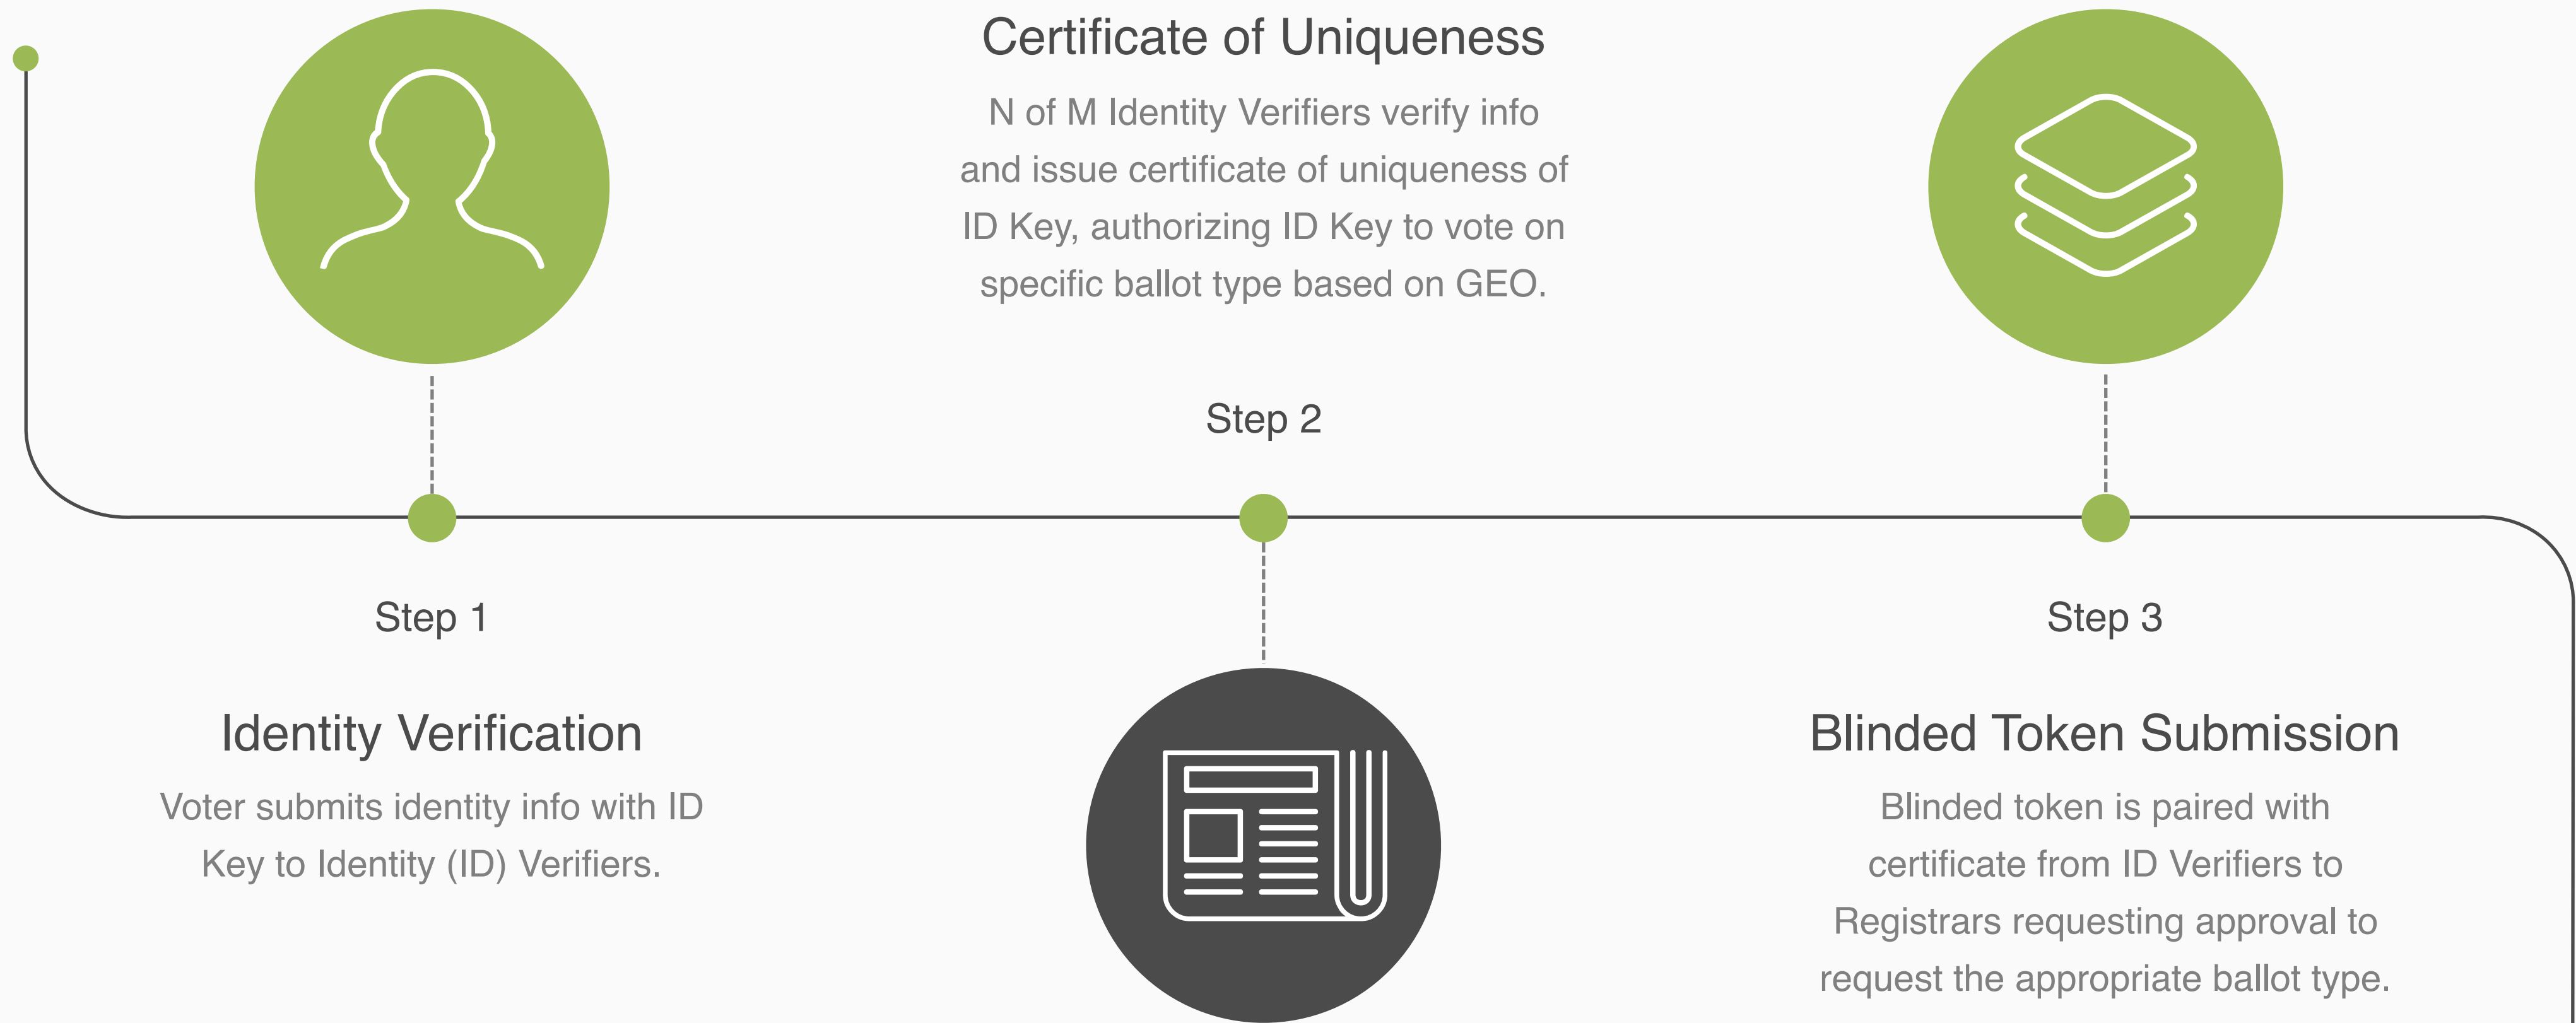 Step 1
Identity Verification
Voter submits identity info with ID
Key to Identity (ID) Verifiers.
Certificate of Uniqueness
N of M Identity Verifiers verify info
and issue certificate of uniqueness of
ID Key, authorizing ID Key to vote on
specific ballot type based on GEO.
Step 2
Step 3
Blinded Token Submission
Blinded token is paired with
certificate from ID Verifiers to
Registrars requesting approval to
request the appropriate ballot type.